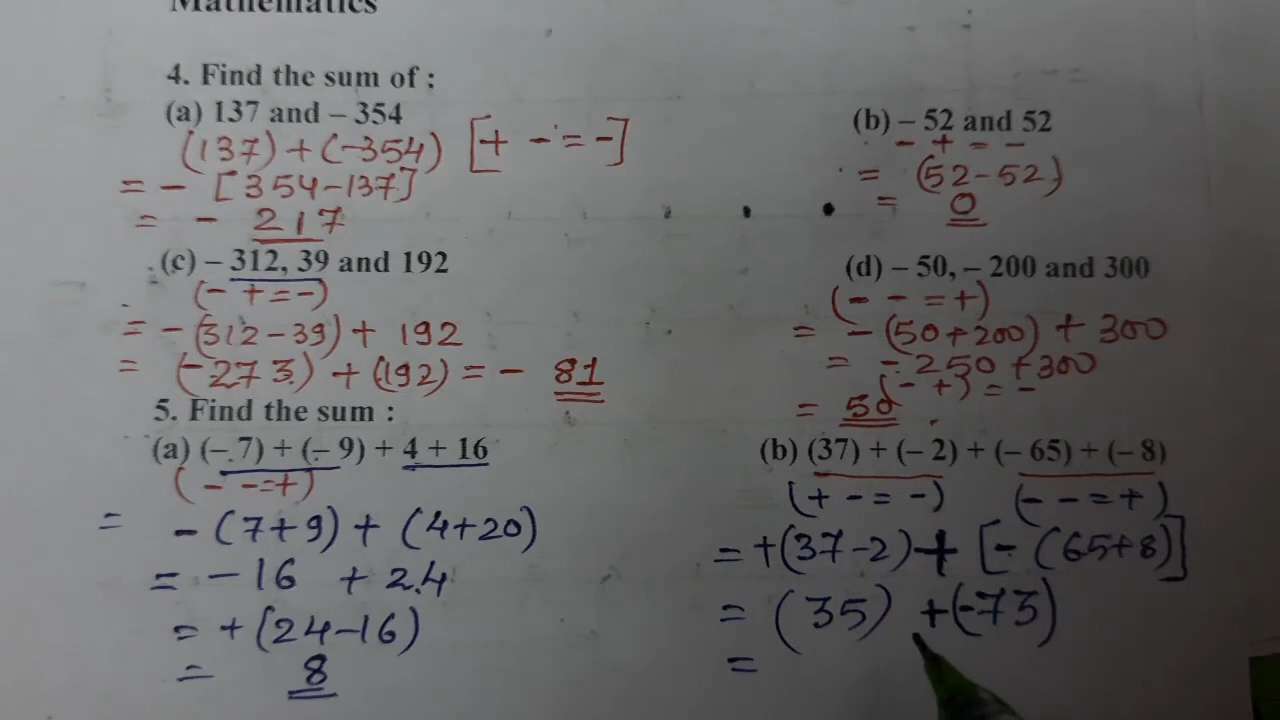 Mathematics
4. Find the sum of :
(a) 137 and – 354
(137) + (-354) [+ - = -]
= - [354-137]
= - 217
(b) – 52 and 52
- + = -
= (52-52)
= 0
(c) – 312, 39 and 192
(- + = -)
= -(312-39) + 192
= (-273) + (192) = - 81
(d) – 50, – 200 and 300
(- - = +)
= -(50+200) + 300
= -250 +300
(- +) = -
= 50
5. Find the sum :
(a) (– 7) + (– 9) + 4 + 16
(- - = +)
= -(7+9) + (4+20)
= -16 + 24
= +(24-16)
= 8
(b) (37) + (– 2) + (– 65) + (– 8)
(+ - = -) (- - = +)
= +(37-2) + [- (65+8)]
= (35) +(-73)
=